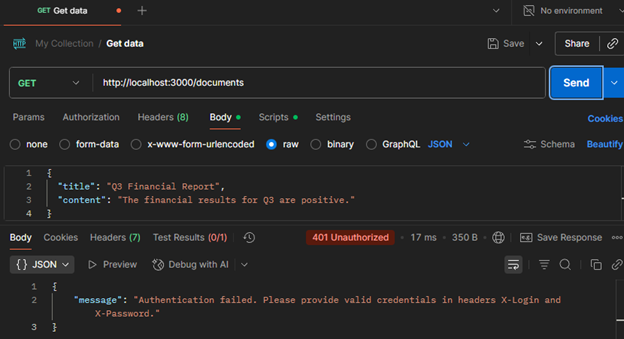 GET Get data
No environment
HTTP My Collection / Get data
Save
Share
GET http://localhost:3000/documents
Send
Params Authorization Headers (8) Body Scripts Settings
Cookies
none form-data x-www-form-urlencoded raw binary GraphQL JSON
Schema Beautify
1 {
2 "title": "Q3 Financial Report",
3 "content": "The financial results for Q3 are positive."
4 }
Body Cookies Headers (7) Test Results (0/1)
401 Unauthorized • 17 ms • 350 B •
Save Response
{} JSON Preview Debug with AI
1 {
2 "message": "Authentication failed. Please provide valid credentials in headers X-Login and
X-Password."
3 }